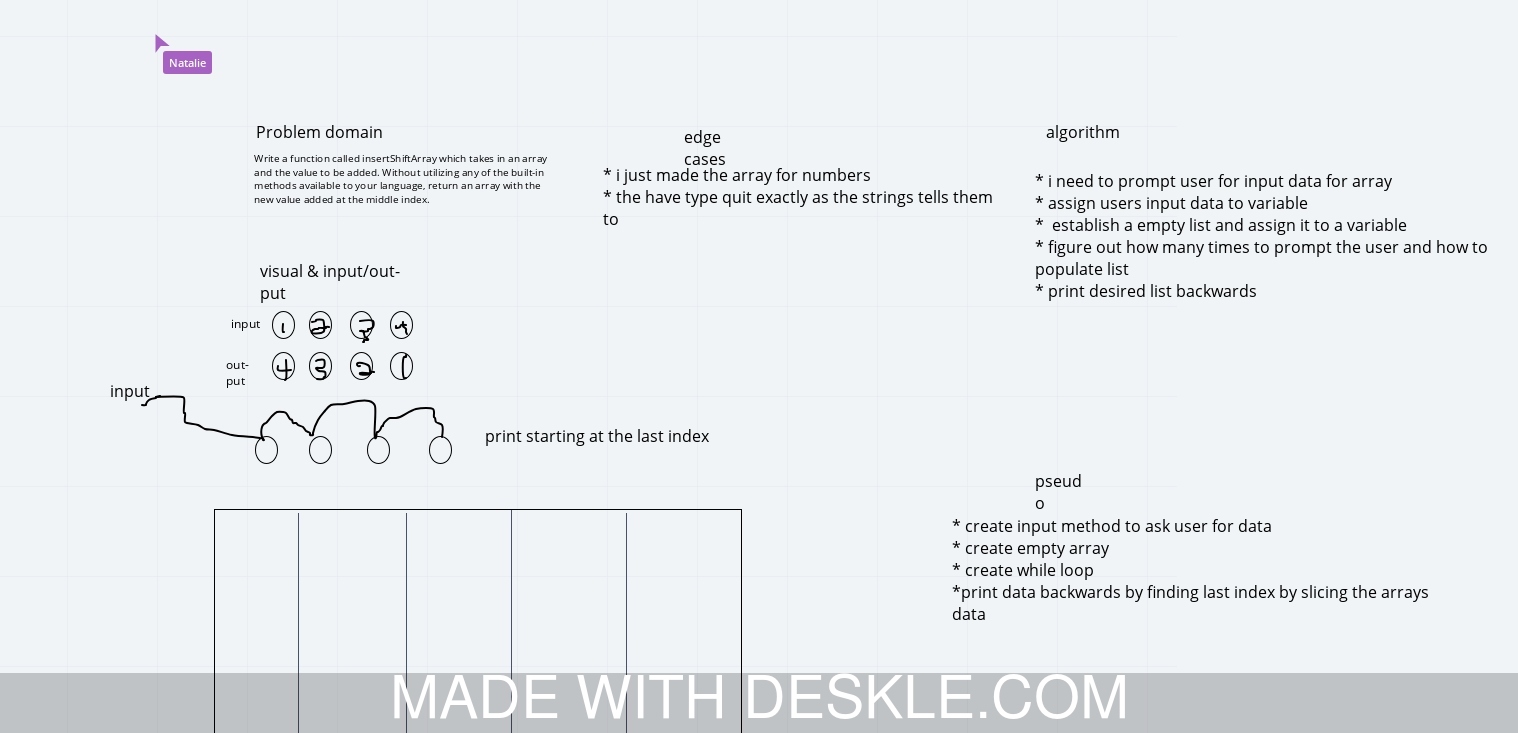 Natalie
Problem domain
Write a function called insertShiftArray which takes in an array
and the value to be added. Without utilizing any of the built-in
methods available to your language, return an array with the
new value added at the middle index.
edge
cases
* i just made the array for numbers
* the have type quit exactly as the strings tells them
to
algorithm
* i need to prompt user for input data for array
* assign users input data to variable
*  establish a empty list and assign it to a variable
* figure out how many times to prompt the user and how to
populate list
* print desired list backwards
visual & input/out-
put
input 1 2 3 4
out-
put 4 3 2 1
input
print starting at the last index
pseud
o
* create input method to ask user for data
* create empty array
* create while loop
*print data backwards by finding last index by slicing the arrays
data
MADE WITH DESKLE.COM